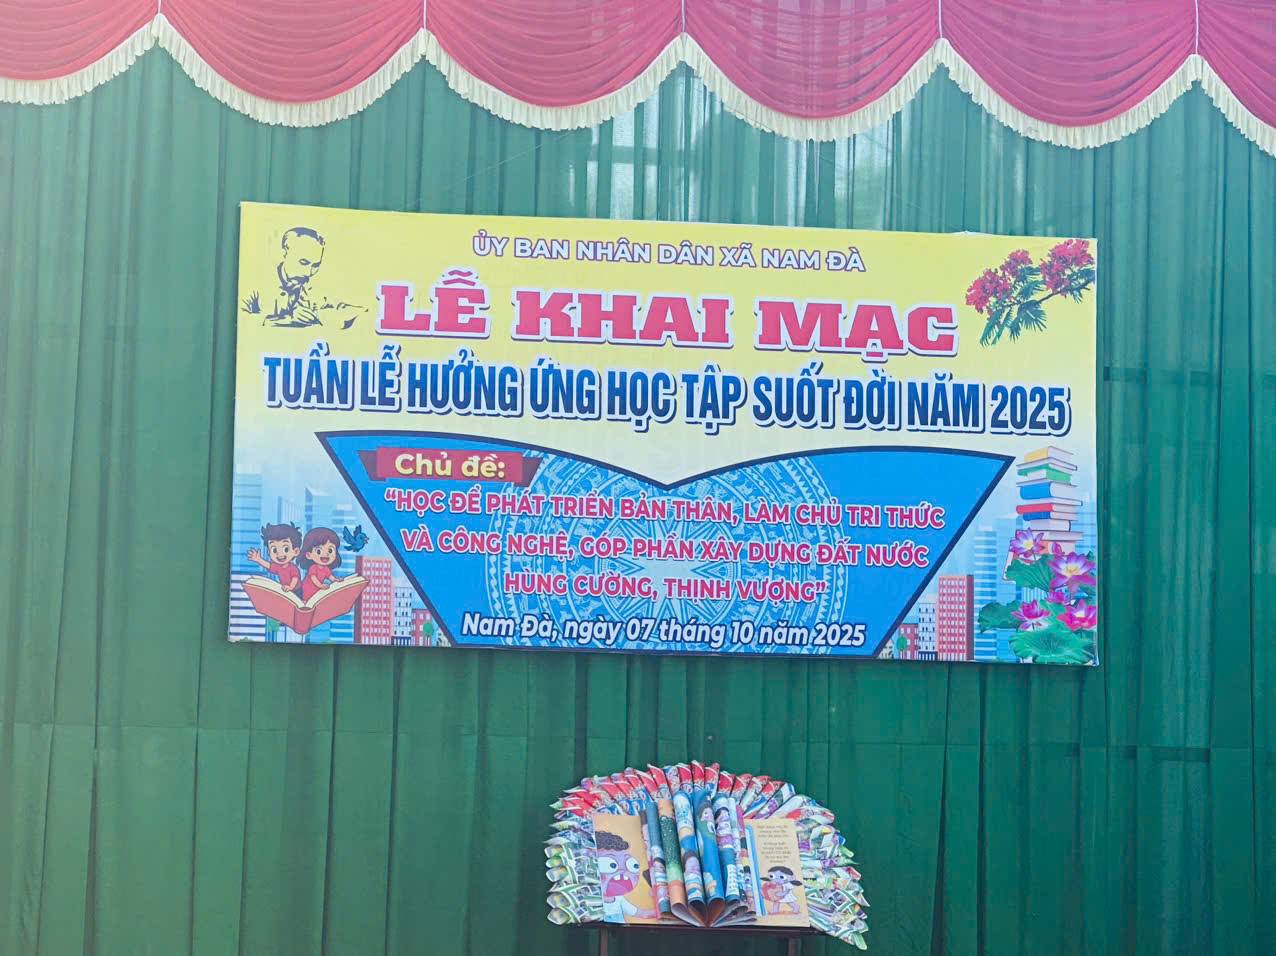 ỦY BAN NHÂN DÂN XÃ NAM ĐÀ
LỄ KHAI MẠC
TUẦN LỄ HƯỞNG ỨNG HỌC TẬP SUỐT ĐỜI NĂM 2025
Chủ đề:
“HỌC ĐỂ PHÁT TRIỂN BẢN THÂN, LÀM CHỦ TRI THỨC
VÀ CÔNG NGHỆ, GÓP PHẦN XÂY DỰNG ĐẤT NƯỚC
HÙNG CƯỜNG, THỊNH VƯỢNG”
Nam Đà, ngày 07 tháng 10 năm 2025